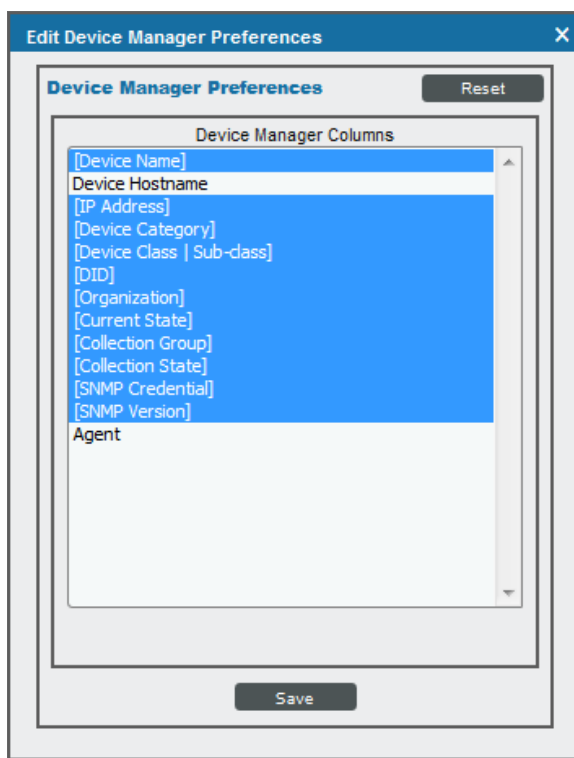 Edit Device Manager Preferences
Device Manager Preferences
Reset
Device Manager Columns
[Device Name]
Device Hostname
[IP Address]
[Device Category]
[Device Class | Sub-class]
[DID]
[Organization]
[Current State]
[Collection Group]
[Collection State]
[SNMP Credential]
[SNMP Version]
Agent
Save